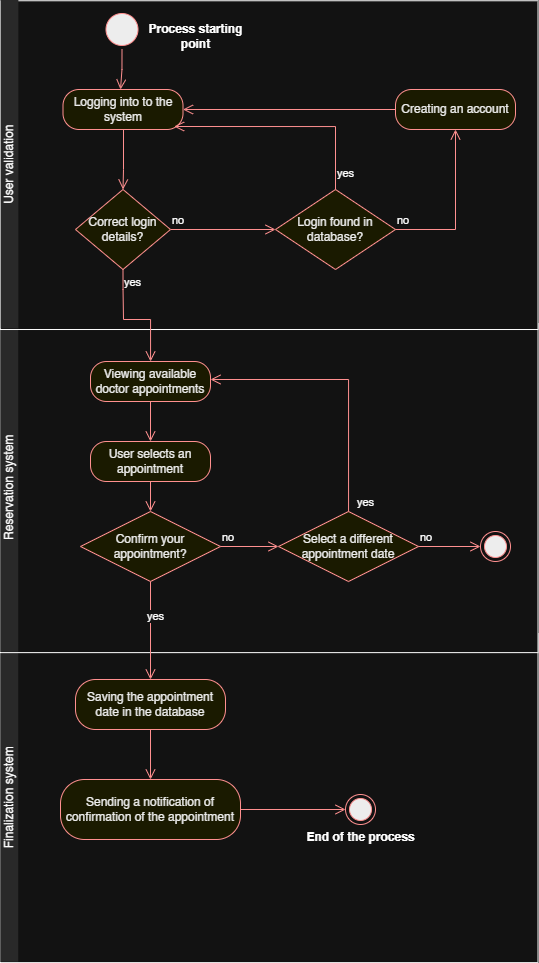 Process starting
point
User validation
Logging into to the
system
Creating an account
yes
Correct login
details?
no
Login found in
database?
no
yes
Reservation system
Viewing available
doctor appointments
User selects an
appointment
yes
Confirm your
appointment?
no
Select a different
appointment date
no
yes
Finalization system
Saving the appointment
date in the database
Sending a notification of
confirmation of the appointment
End of the process